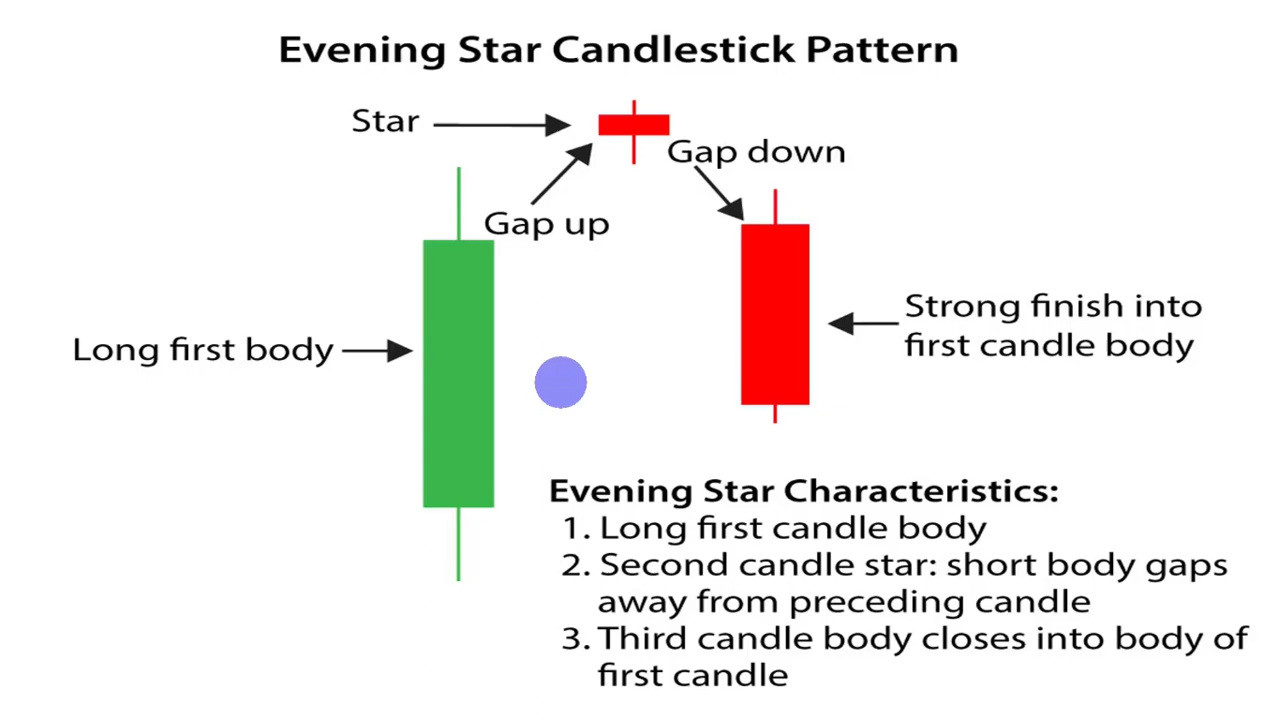 Evening Star Candlestick Pattern
Star
Gap down
Gap up
Long first body
Strong finish into
first candle body
Evening Star Characteristics:
1. Long first candle body
2. Second candle star: short body gaps
away from preceding candle
3. Third candle body closes into body of
first candle